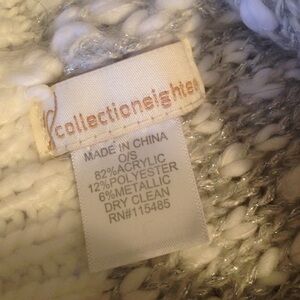 collectioneighteen
MADE IN CHINA
O/S
82%ACRYLIC
12%POLYESTER
6%METALLIC
DRY CLEAN
RN#115485